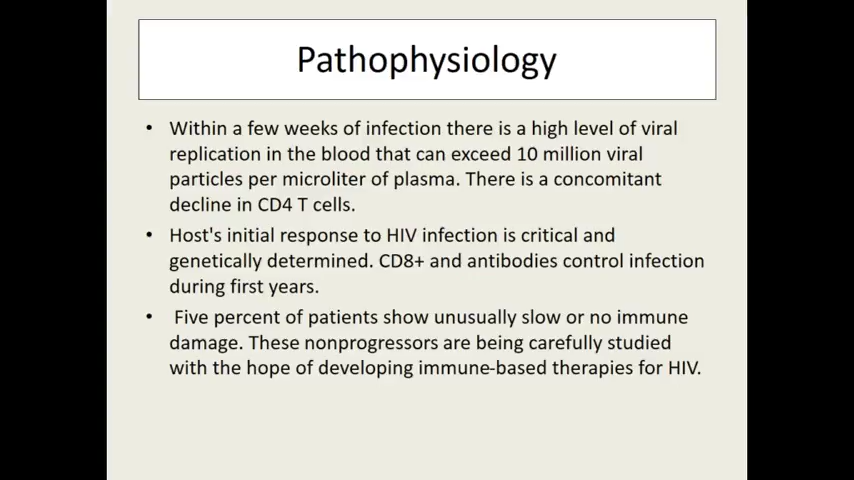 Pathophysiology
• Within a few weeks of infection there is a high level of viral
replication in the blood that can exceed 10 million viral
particles per microliter of plasma. There is a concomitant
decline in CD4 T cells.
• Host's initial response to HIV infection is critical and
genetically determined. CD8+ and antibodies control infection
during first years.
• Five percent of patients show unusually slow or no immune
damage. These nonprogressors are being carefully studied
with the hope of developing immune-based therapies for HIV.